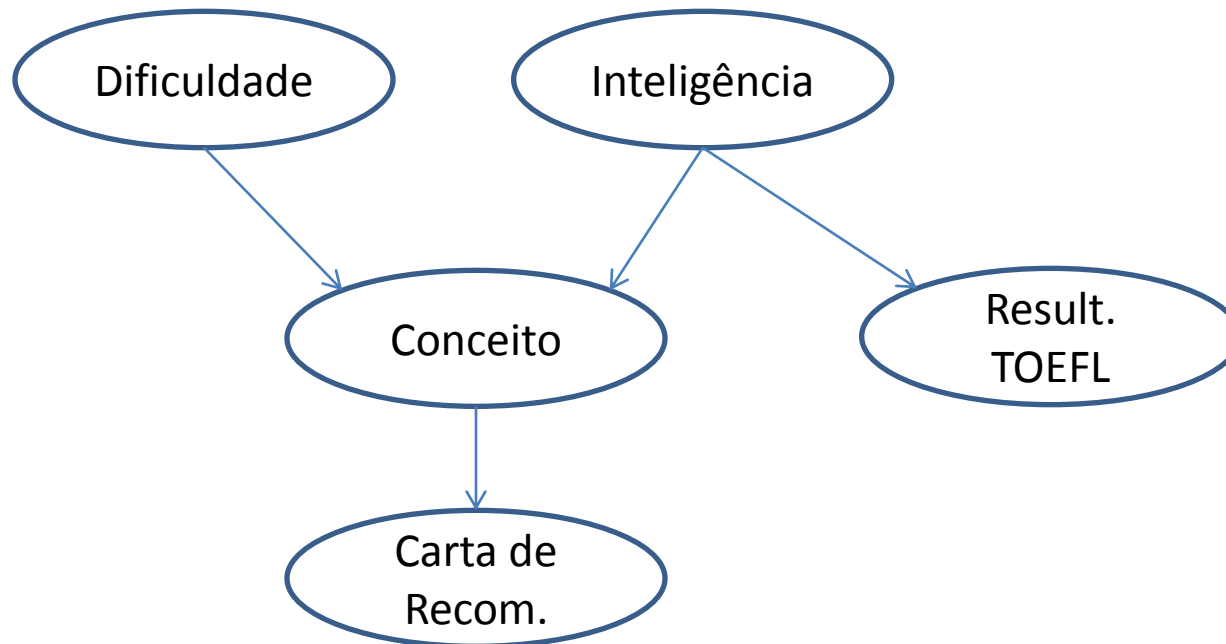 Dificuldade
Inteligência
Conceito
Result.
TOEFL
Carta de
Recom.